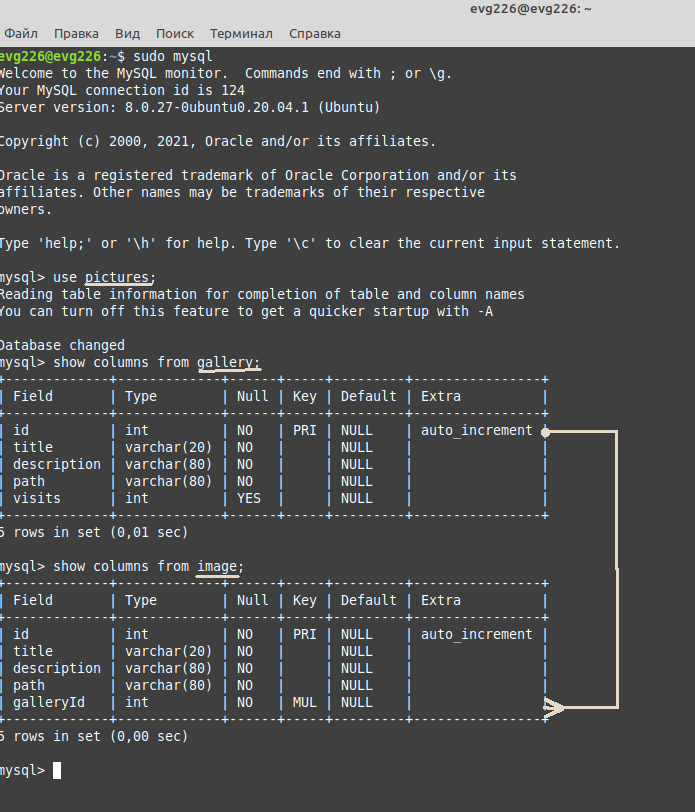 evg226@evg226: ~
Файл Правка Вид Поиск Терминал Справка
evg226@evg226:~$ sudo mysql
Welcome to the MySQL monitor.  Commands end with ; or \g.
Your MySQL connection id is 124
Server version: 8.0.27-0ubuntu0.20.04.1 (Ubuntu)
Copyright (c) 2000, 2021, Oracle and/or its affiliates.
Oracle is a registered trademark of Oracle Corporation and/or its
affiliates. Other names may be trademarks of their respective
owners.
Type 'help;' or '\h' for help. Type '\c' to clear the current input statement.
mysql> use pictures;
Reading table information for completion of table and column names
You can turn off this feature to get a quicker startup with -A
Database changed
mysql> show columns from gallery;
+-------------+-------------+------+-----+---------+----------------+
| Field       | Type        | Null | Key | Default | Extra          |
+-------------+-------------+------+-----+---------+----------------+
| id          | int         | NO   | PRI | NULL    | auto_increment |
| title       | varchar(20) | NO   |     | NULL    |                |
| description | varchar(80) | NO   |     | NULL    |                |
| path        | varchar(80) | NO   |     | NULL    |                |
| visits      | int         | YES  |     | NULL    |                |
+-------------+-------------+------+-----+---------+----------------+
5 rows in set (0,01 sec)
mysql> show columns from image;
+-------------+-------------+------+-----+---------+----------------+
| Field       | Type        | Null | Key | Default | Extra          |
+-------------+-------------+------+-----+---------+----------------+
| id          | int         | NO   | PRI | NULL    | auto_increment |
| title       | varchar(20) | NO   |     | NULL    |                |
| description | varchar(80) | NO   |     | NULL    |                |
| path        | varchar(80) | NO   |     | NULL    |                |
| galleryId   | int         | NO   | MUL | NULL    |                |
+-------------+-------------+------+-----+---------+----------------+
5 rows in set (0,00 sec)
mysql>